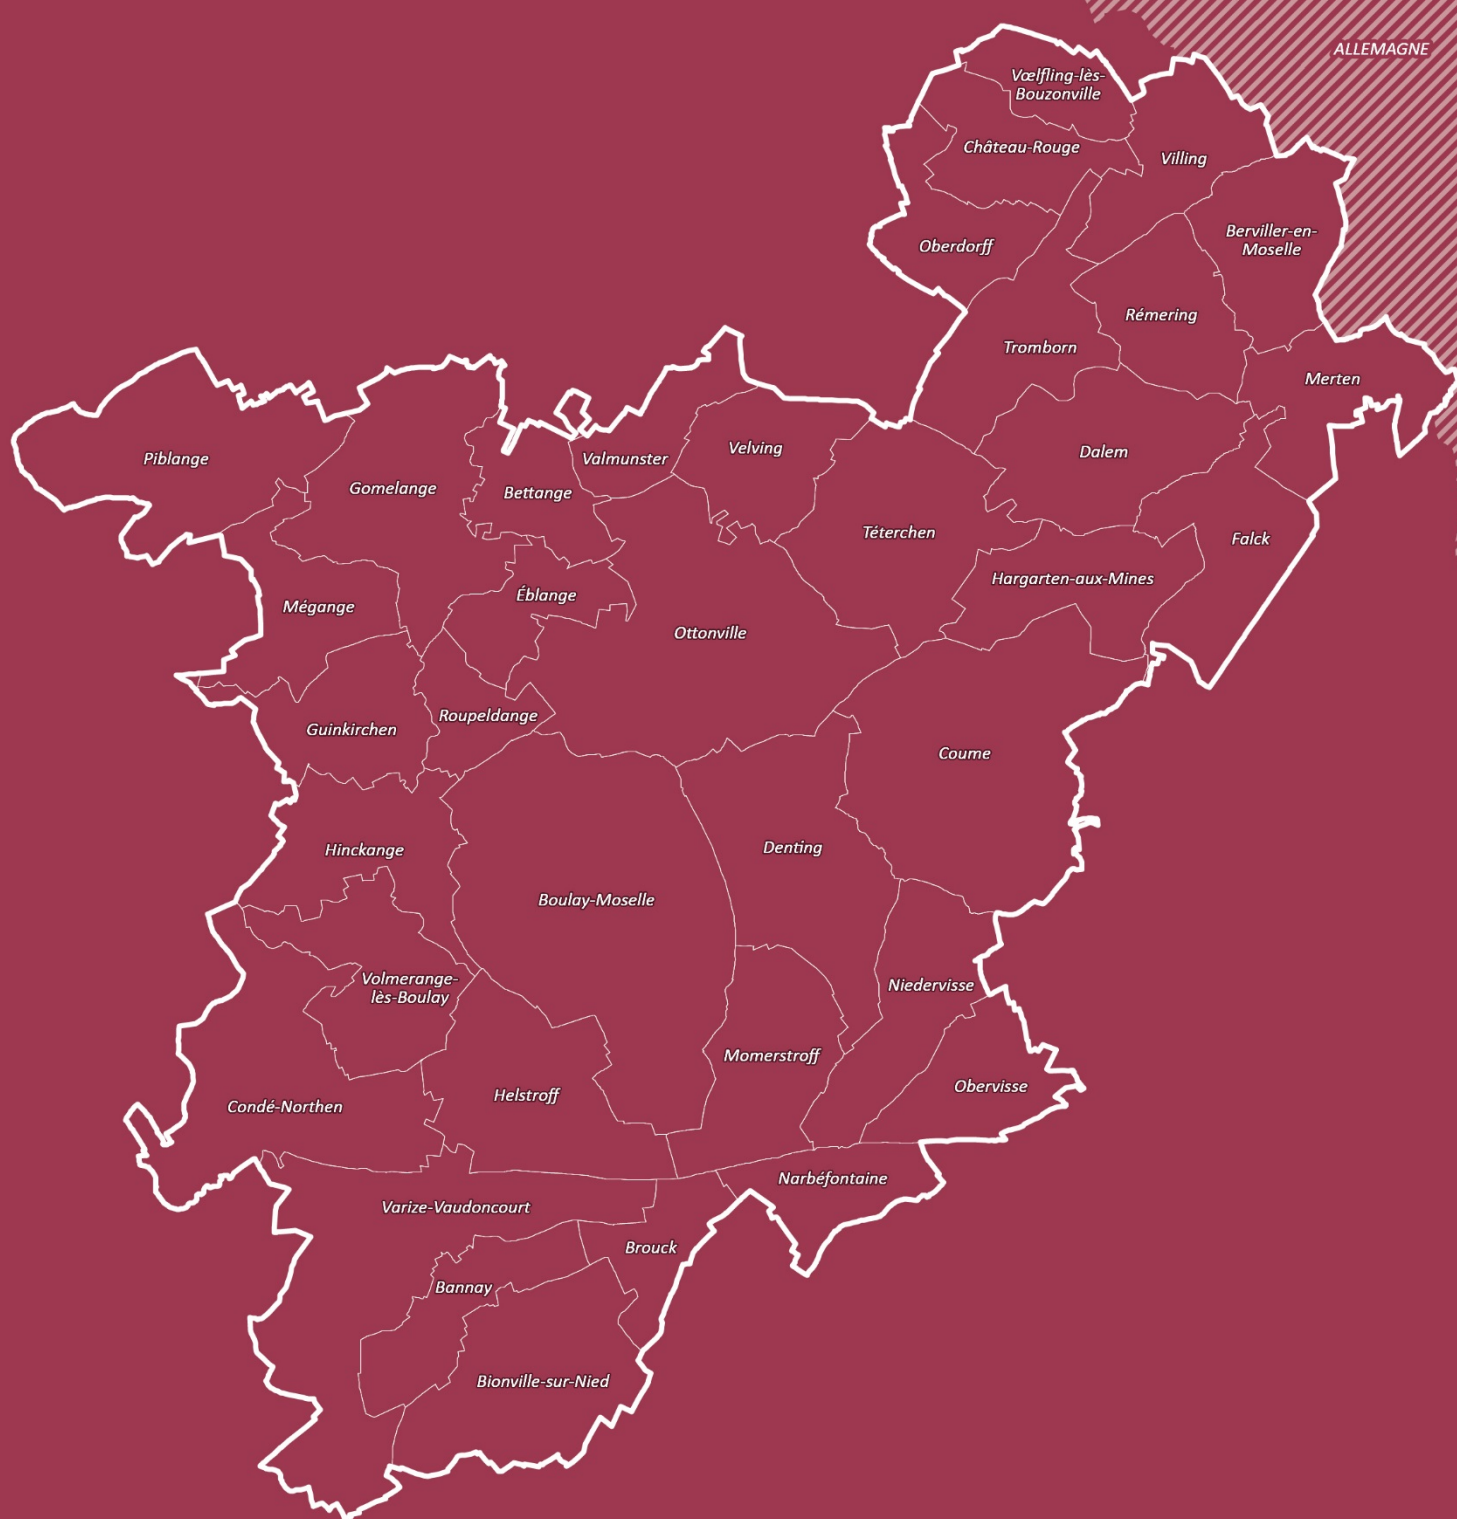 ALLEMAGNE
Vœlfling-lès-
Bouzonville
Château-Rouge
Villing
Oberdorff
Berviller-en-
Moselle
Rémering
Tromborn
Merten
Piblange
Gomelange
Bettange
Valmunster
Velving
Dalem
Téterchen
Falck
Hargarten-aux-Mines
Éblange
Mégange
Ottonville
Roupeldange
Guinkirchen
Coume
Hinckange
Denting
Boulay-Moselle
Volmerange-
lès-Boulay
Niedervisse
Momerstroff
Obervisse
Helstroff
Condé-Northen
Narbéfontaine
Varize-Vaudoncourt
Brouck
Bannay
Bionville-sur-Nied